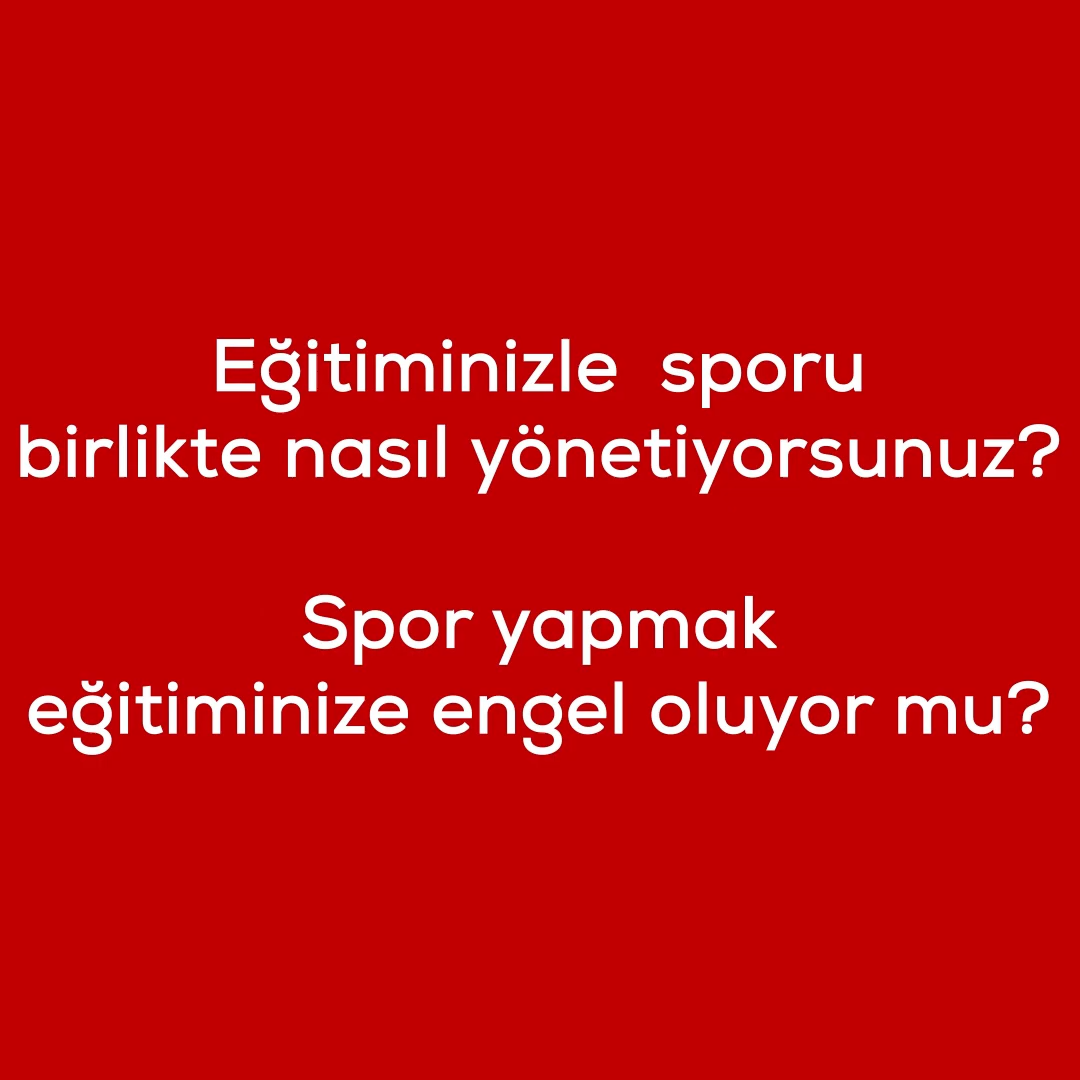 Eğitiminizle  sporu
birlikte nasıl yönetiyorsunuz?
Spor yapmak
eğitiminize engel oluyor mu?